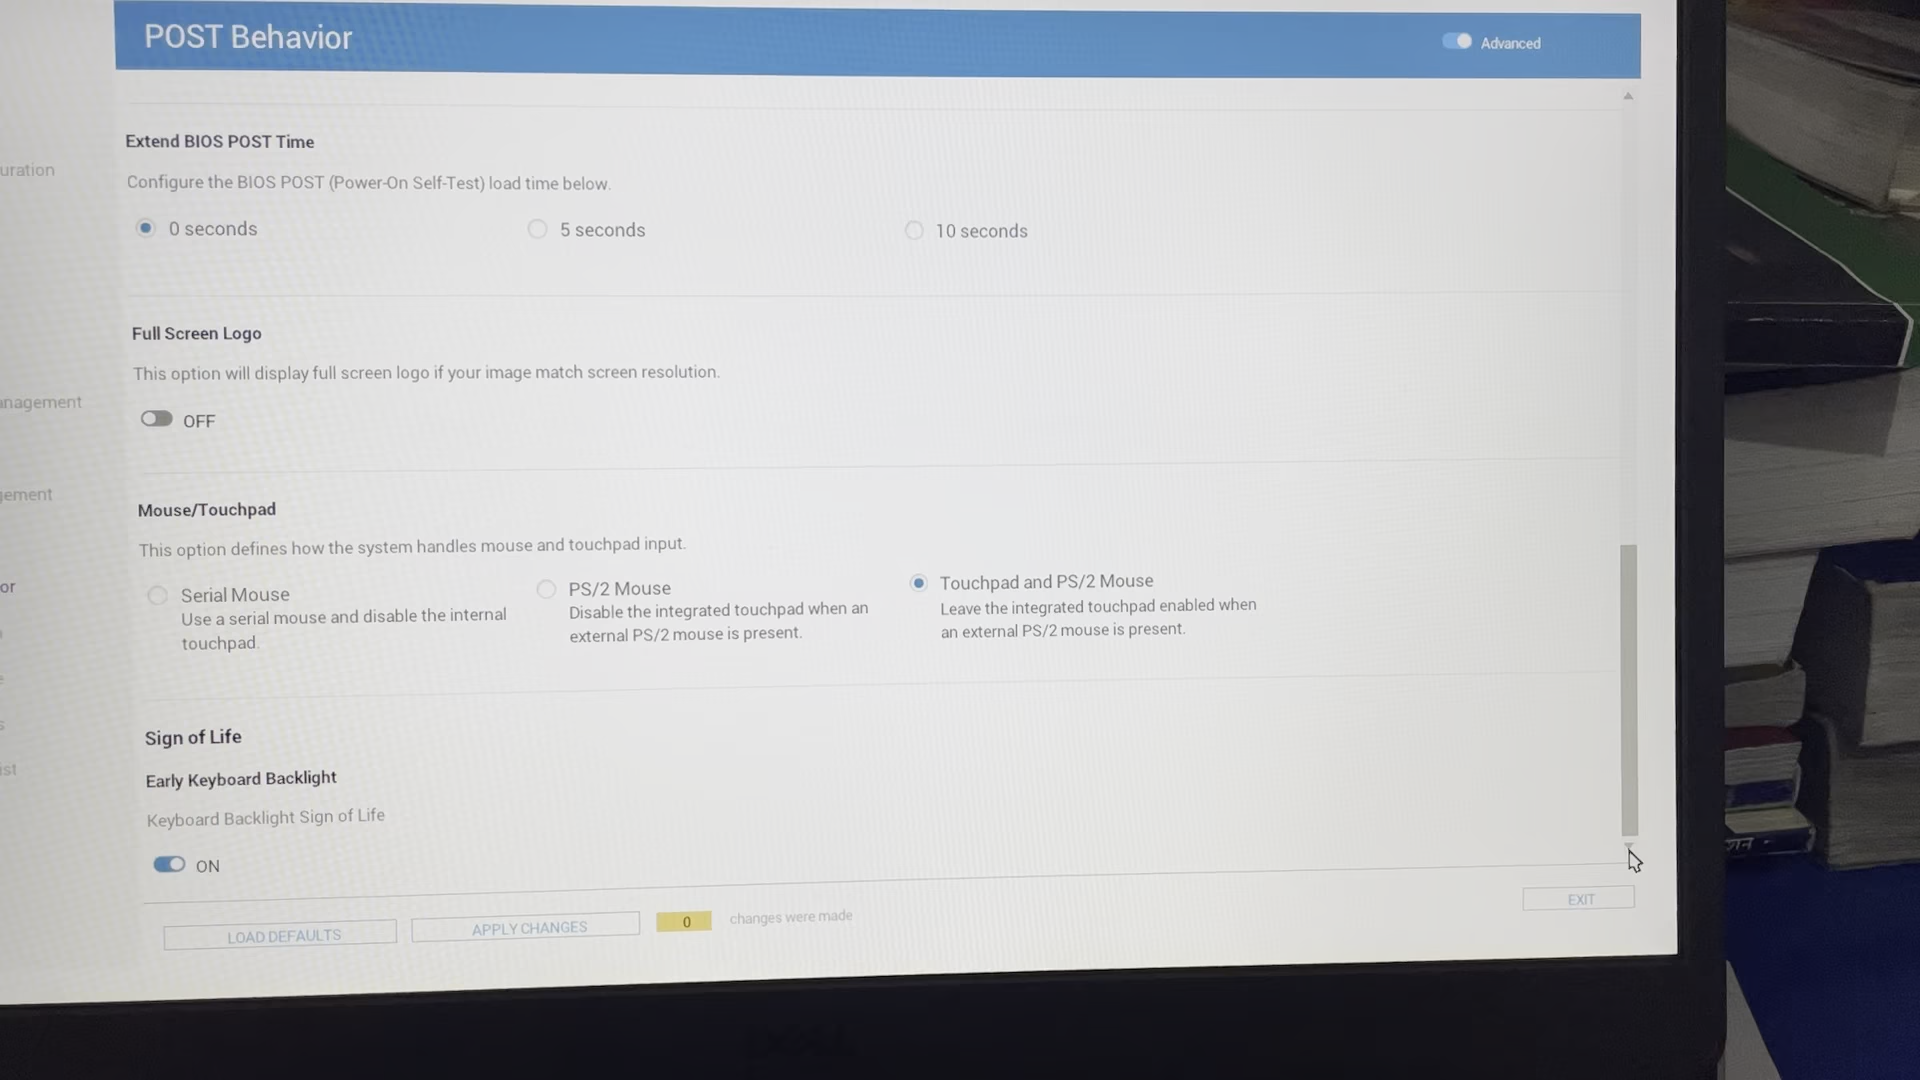 POST Behavior
Advanced
Extend BIOS POST Time
uration
Configure the BIOS POST (Power-On Self-Test) load time below.
0 seconds
5 seconds
10 seconds
Full Screen Logo
This option will display full screen logo if your image match screen resolution.
anagement
OFF
gement
Mouse/Touchpad
This option defines how the system handles mouse and touchpad input.
or
Serial Mouse
Use a serial mouse and disable the internal
touchpad.
PS/2 Mouse
Disable the integrated touchpad when an
external PS/2 mouse is present.
Touchpad and PS/2 Mouse
Leave the integrated touchpad enabled when
an external PS/2 mouse is present.
s
Sign of Life
ist
Early Keyboard Backlight
Keyboard Backlight Sign of Life
ON
LOAD DEFAULTS
APPLY CHANGES
0
changes were made
EXIT